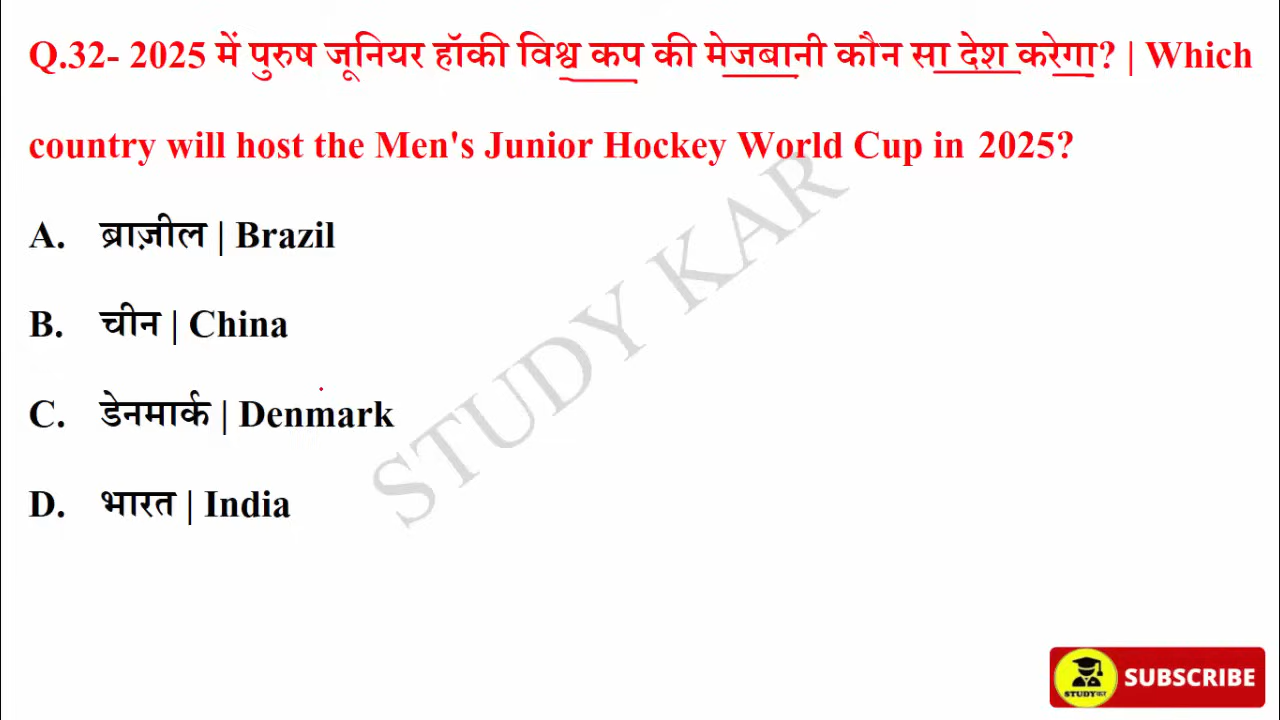 Q.32- 2025 में पुरुष जूनियर हॉकी विश्व कप की मेजबानी कौन सा देश करेगा? | Which
country will host the Men's Junior Hockey World Cup in 2025?
A. ब्राज़ील | Brazil
B. चीन | China
C. डेनमार्क | Denmark
D. भारत | India
STUDY KAR
STUDYकर
SUBSCRIBE